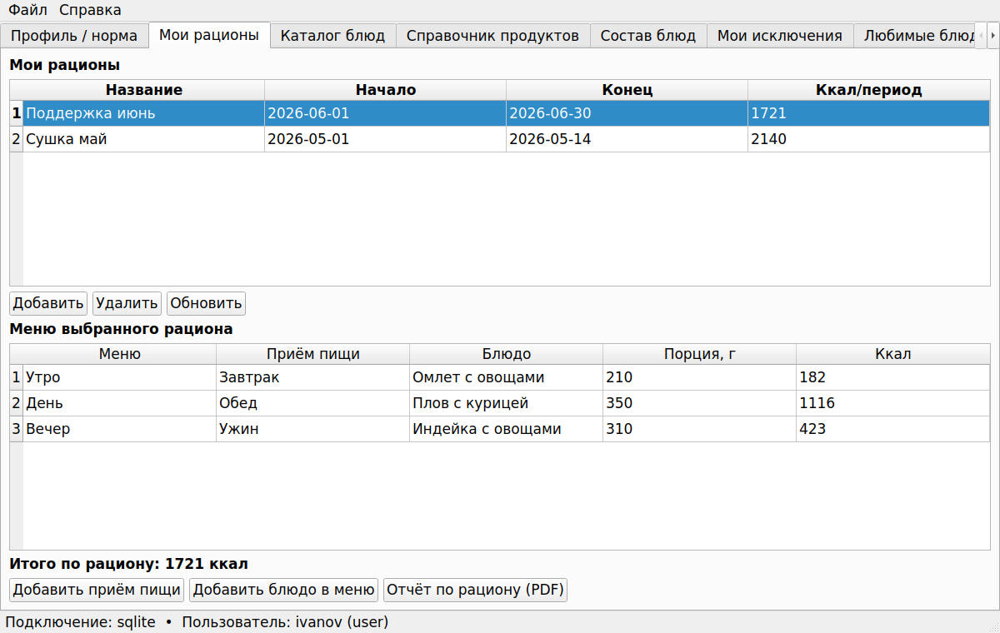 Файл Справка
Профиль / норма Мои рационы Каталог блюд Справочник продуктов Состав блюд Мои исключения Любимые блюд
Мои рационы
Название Начало Конец Ккал/период
1 Поддержка июнь 2026-06-01 2026-06-30 1721
2 Сушка май 2026-05-01 2026-05-14 2140
Добавить Удалить Обновить
Меню выбранного рациона
Меню Приём пищи Блюдо Порция, г Ккал
1 Утро Завтрак Омлет с овощами 210 182
2 День Обед Плов с курицей 350 1116
3 Вечер Ужин Индейка с овощами 310 423
Итого по рациону: 1721 ккал
Добавить приём пищи Добавить блюдо в меню Отчёт по рациону (PDF)
Подключение: sqlite • Пользователь: ivanov (user)